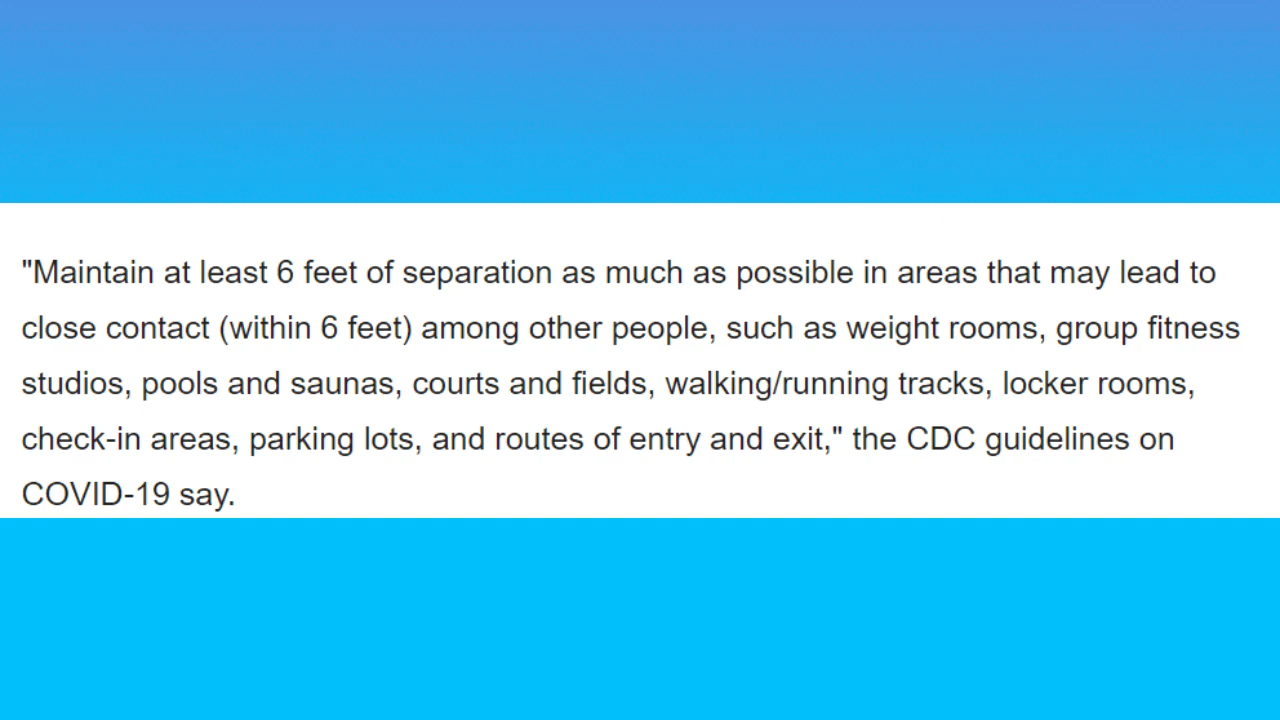 "Maintain at least 6 feet of separation as much as possible in areas that may lead to
close contact (within 6 feet) among other people, such as weight rooms, group fitness
studios, pools and saunas, courts and fields, walking/running tracks, locker rooms,
check-in areas, parking lots, and routes of entry and exit," the CDC guidelines on
COVID-19 say.